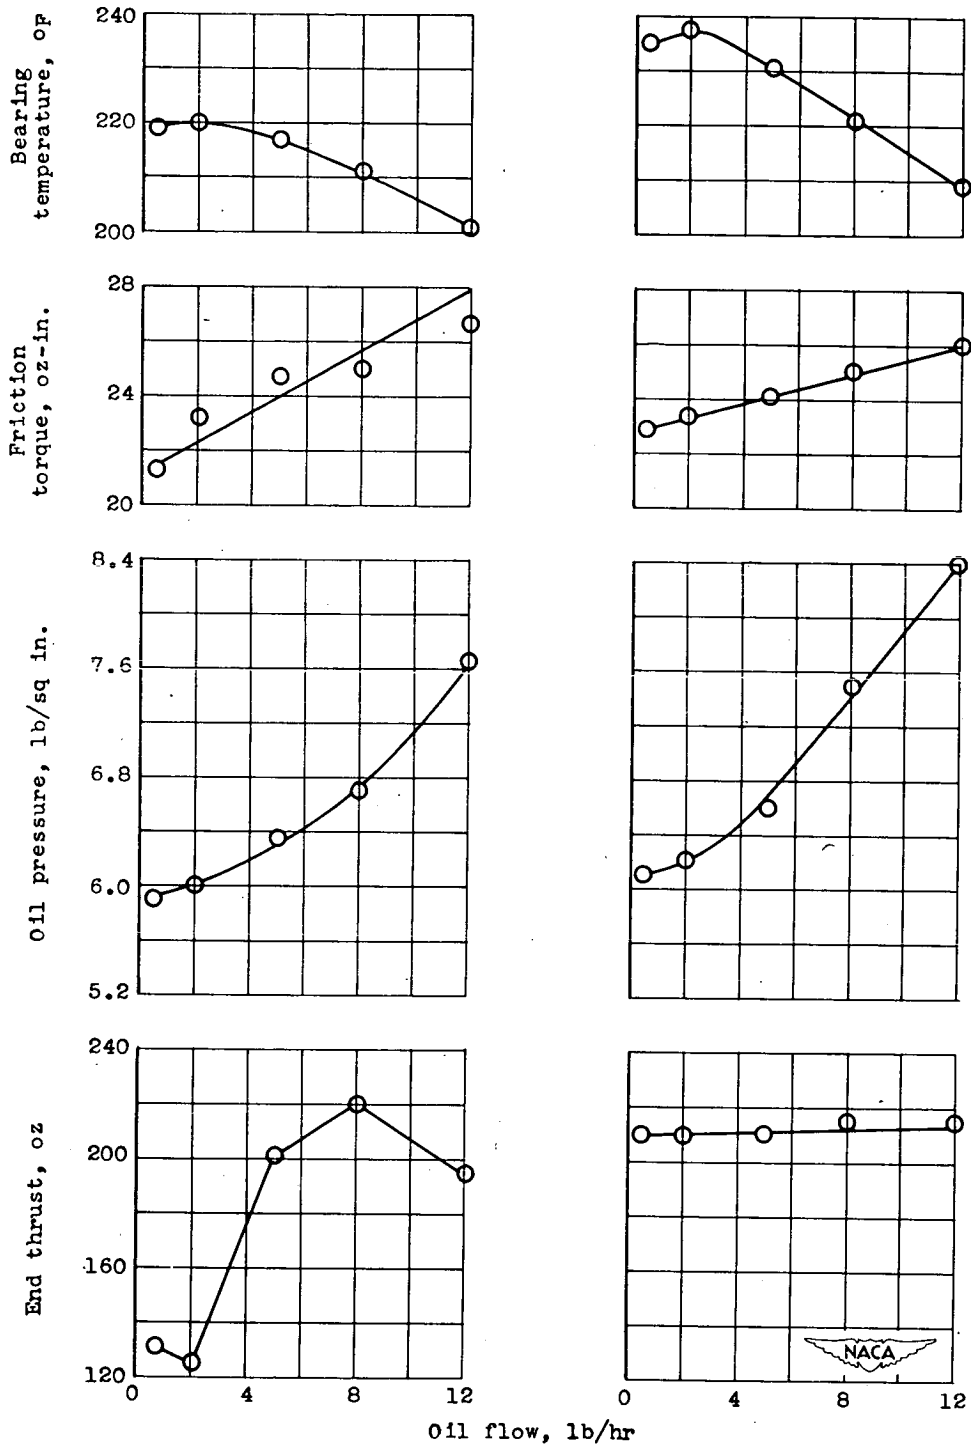 240
220
200
Bearing
temperature, °F
28
24
20
Friction
torque, oz-in.
8.4
7.6
6.8
6.0
5.2
Oil pressure, lb/sq in.
240
200
160
120
End thrust, oz
0 4 8 12
0 4 8 12
Oil flow, lb/hr
NACA